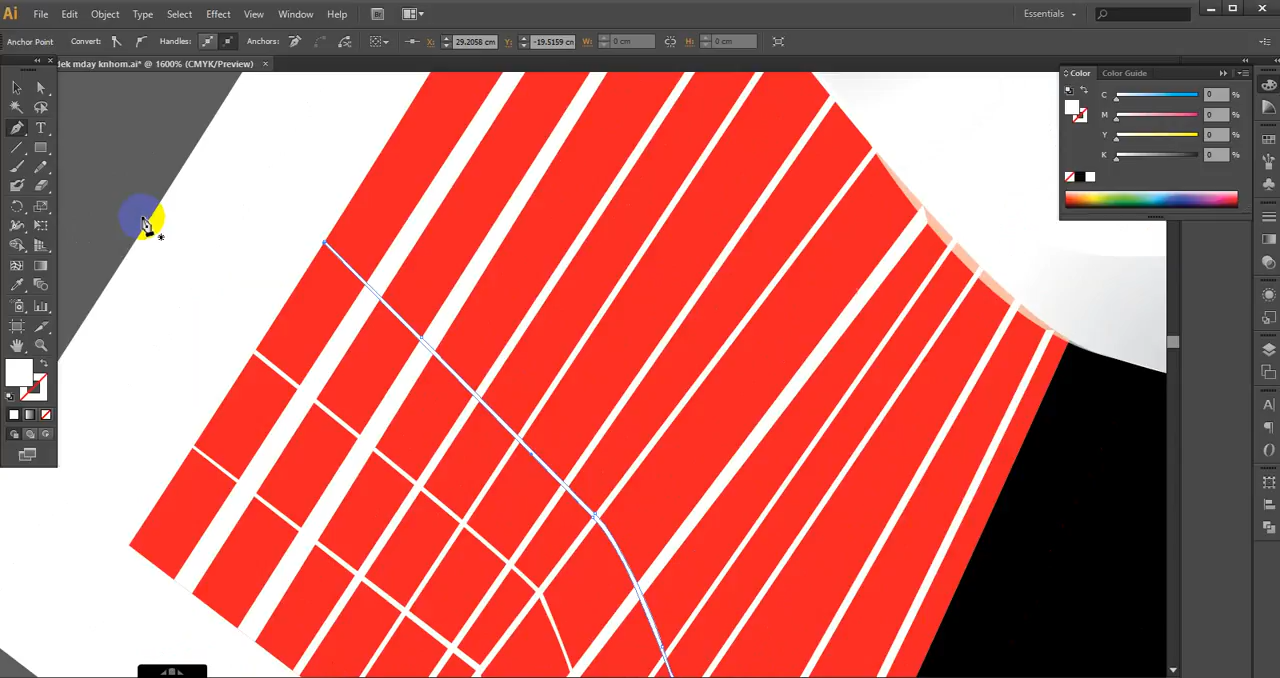 Ai File Edit Object Type Select Effect View Window Help Br Essentials
Anchor Point Convert: Handles: Anchors: X: 29.2058 cm Y: -19.5159 cn W: 0 cm H: 0 cm
dek mday knhom.ai* @ 1600% (CMYK/Preview) ×
Color Color Guide
C 0 %
M 0 %
Y 0 %
K 0 %